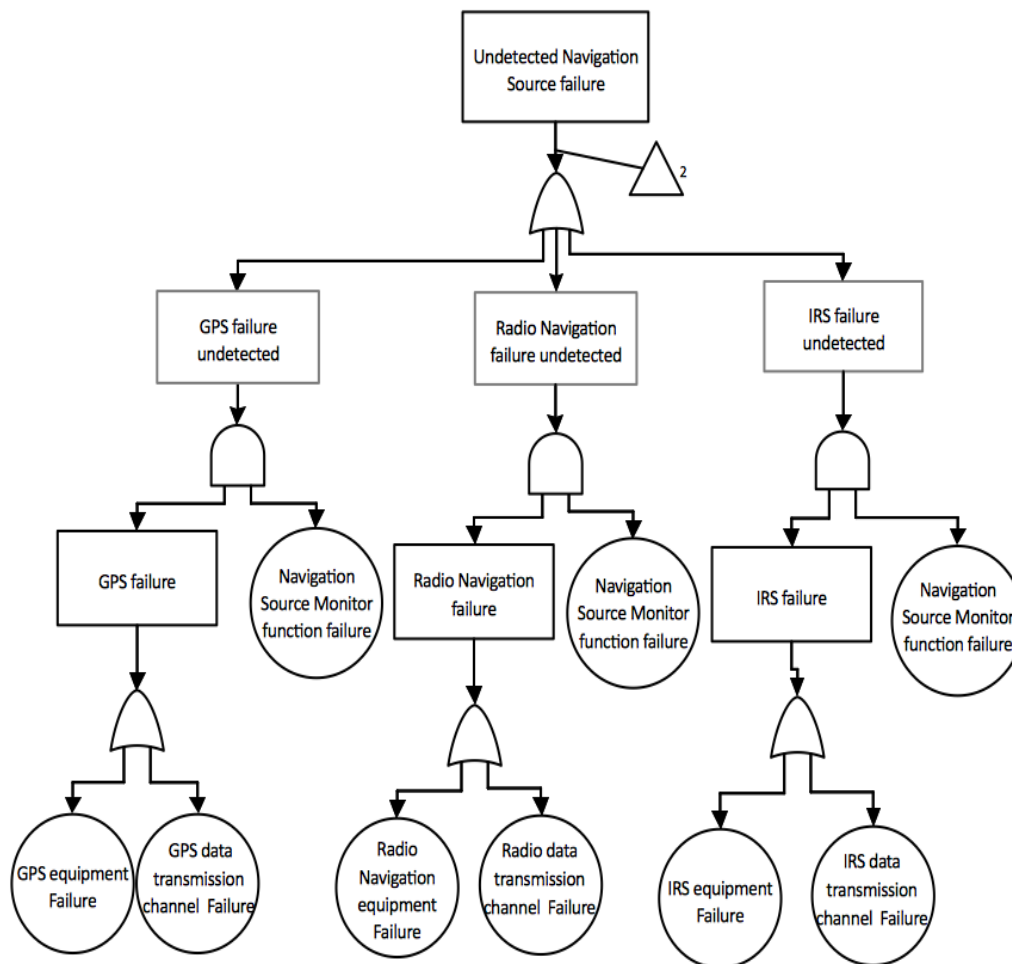 Undetected Navigation
Source failure
2
GPS failure
undetected
Radio Navigation
failure undetected
IRS failure
undetected
GPS failure
Navigation
Source Monitor
function failure
Radio Navigation
failure
Navigation
Source Monitor
function failure
IRS failure
Navigation
Source Monitor
function failure
GPS equipment
Failure
GPS data
transmission
channel Failure
Radio
Navigation
equipment
Failure
Radio data
transmission
channel Failure
IRS equipment
Failure
IRS data
transmission
channel Failure